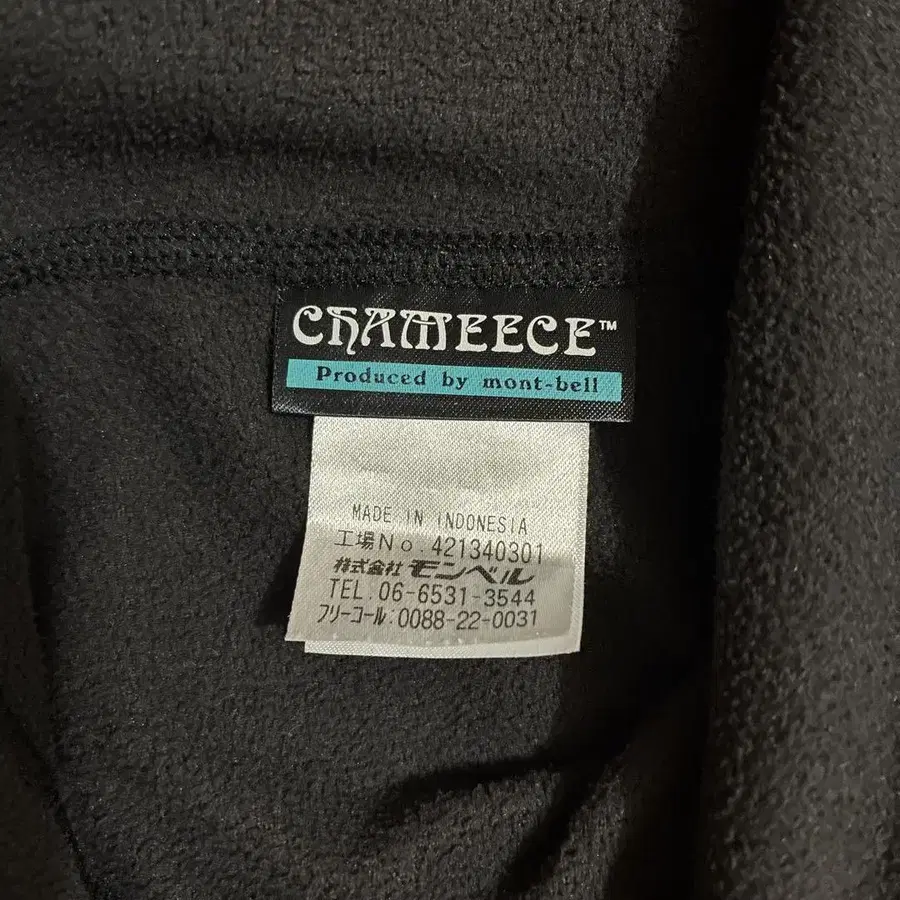 CHAMEECE™
Produced by mont-bell
MADE IN INDONESIA
工場No.421340301
株式会社モンベル
TEL.06-6531-3544
フリーコール:0088-22-0031